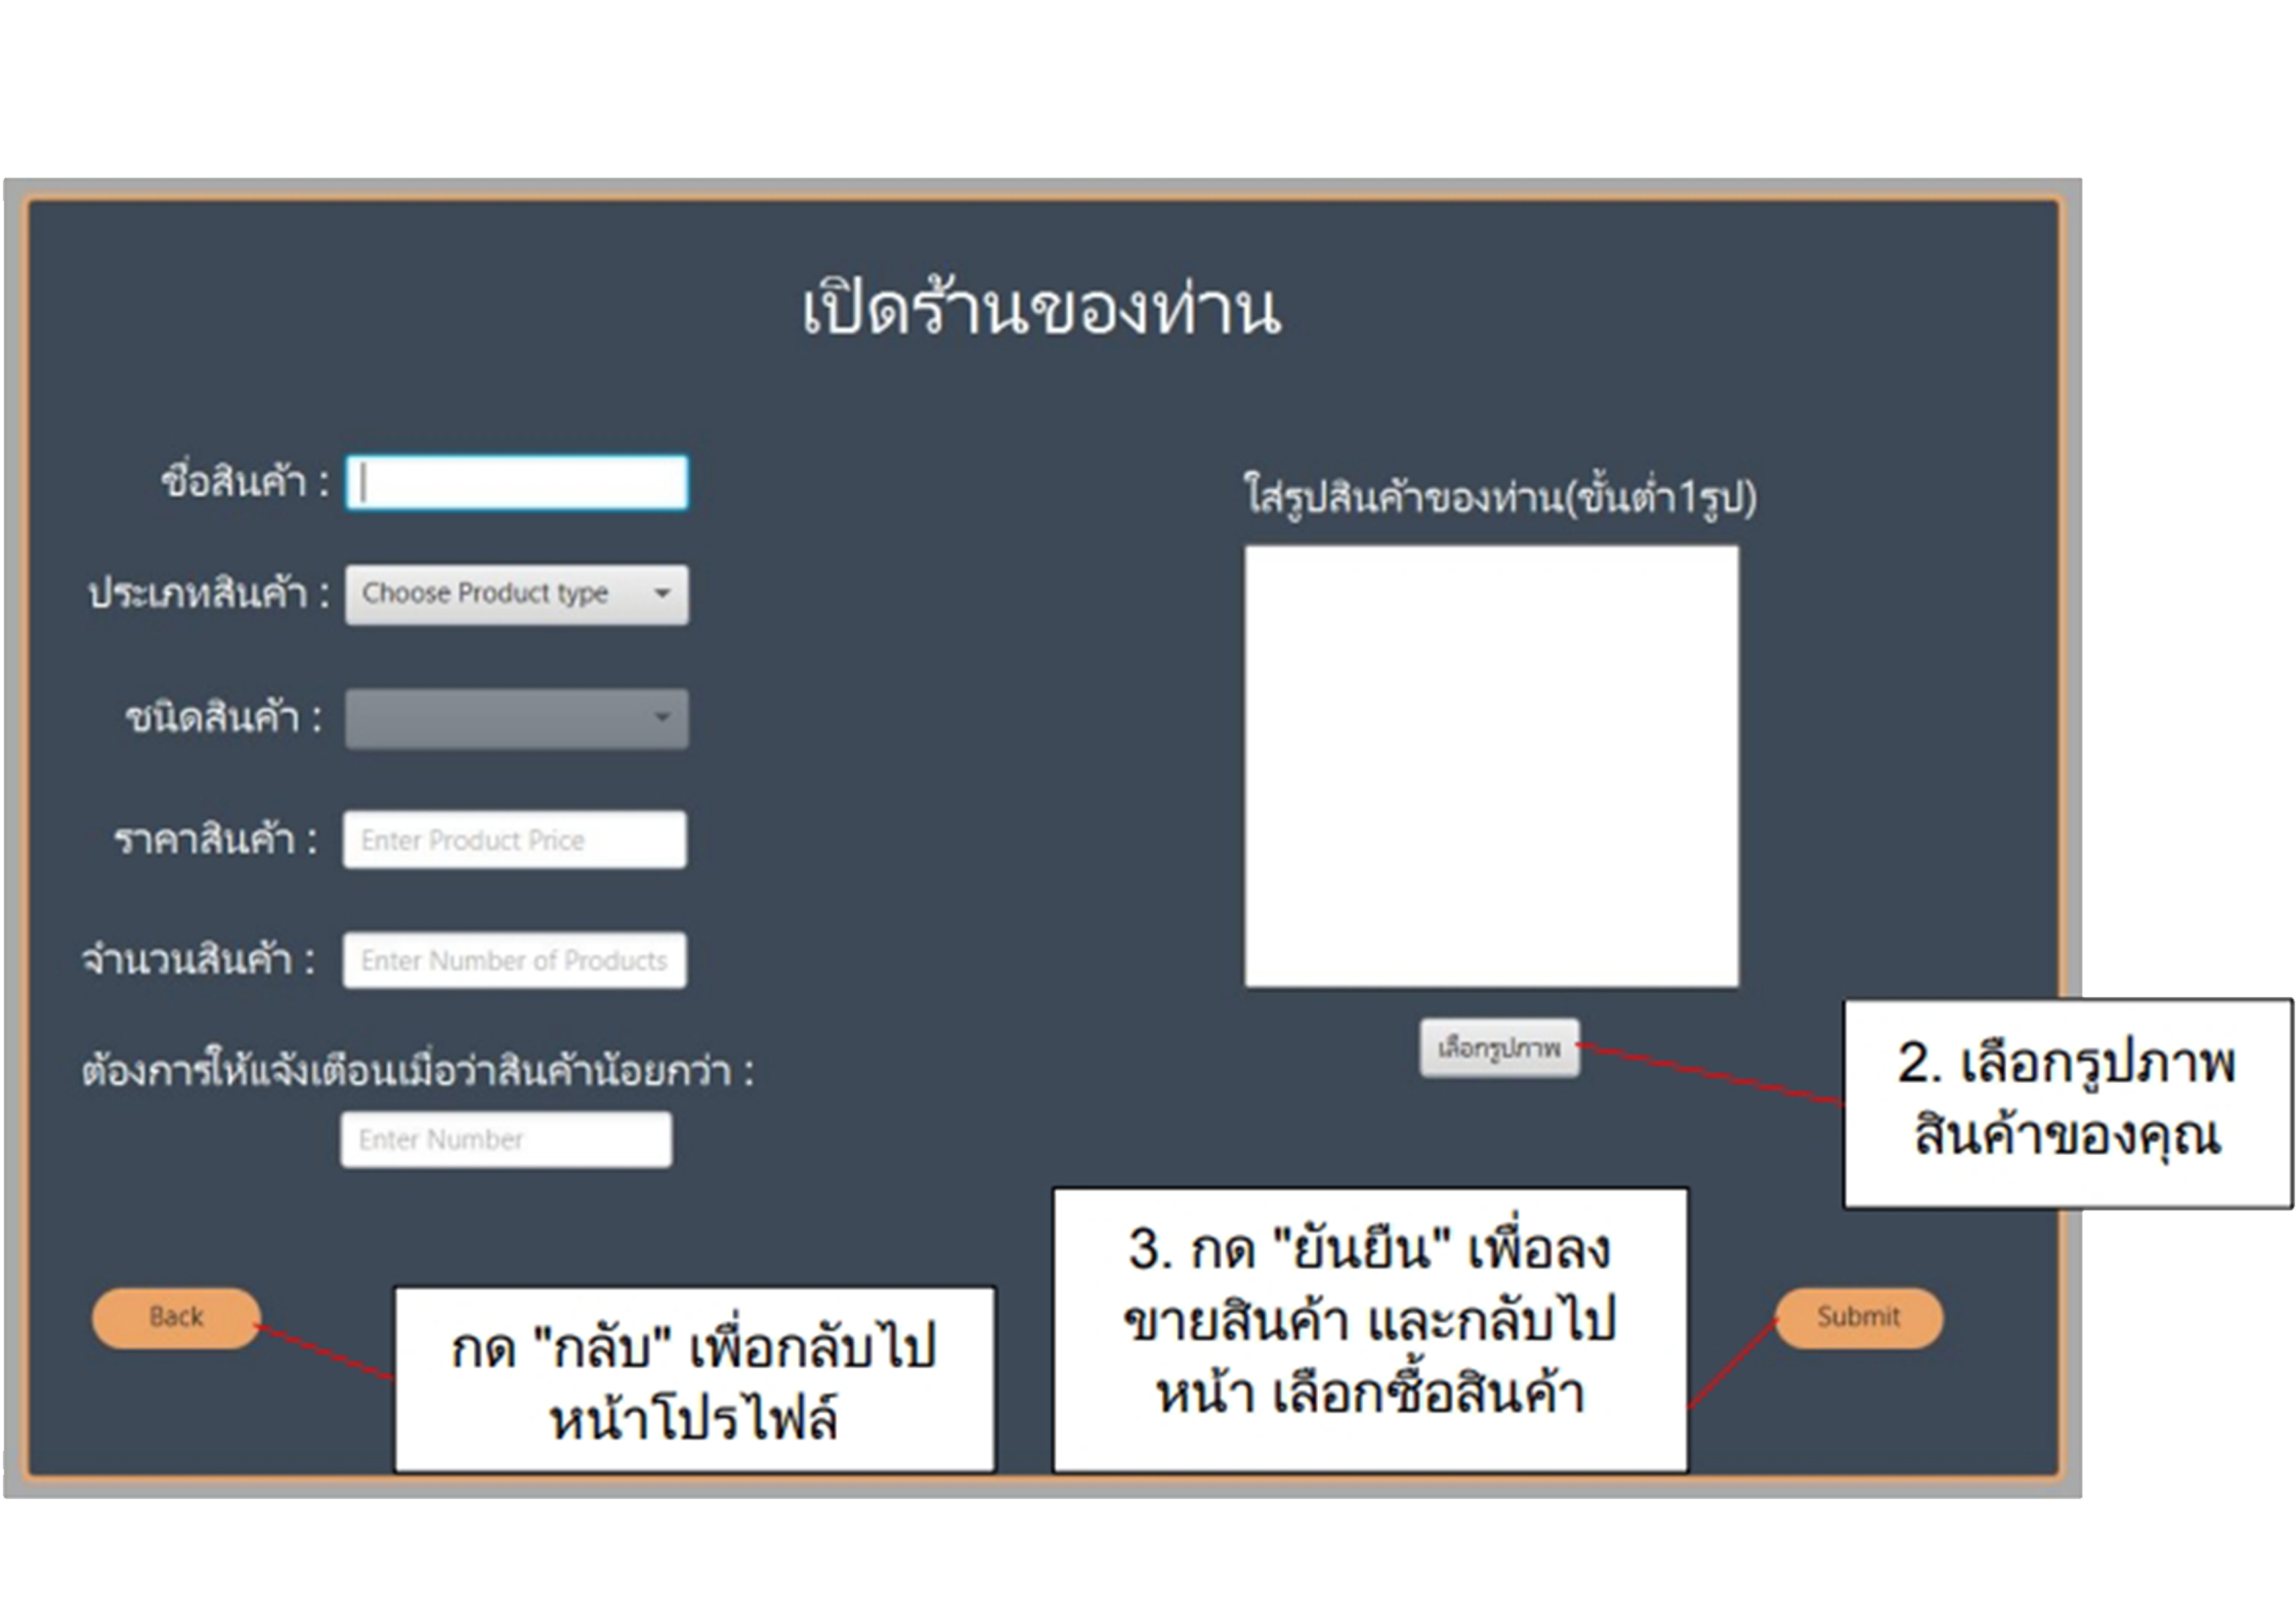 เปิดร้านของท่าน
ชื่อสินค้า :
ประเภทสินค้า : Choose Product type
ชนิดสินค้า :
ราคาสินค้า : Enter Product Price
จำนวนสินค้า : Enter Number of Products
ต้องการให้แจ้งเตือนเมื่อว่าสินค้าน้อยกว่า :
Enter Number
ใส่รูปสินค้าของท่าน(ขั้นต่ำ1รูป)
เลือกรูปภาพ
2. เลือกรูปภาพ
สินค้าของคุณ
Back
กด "กลับ" เพื่อกลับไป
หน้าโปรไฟล์
3. กด "ยันยืน" เพื่อลง
ขายสินค้า และกลับไป
หน้า เลือกซื้อสินค้า
Submit